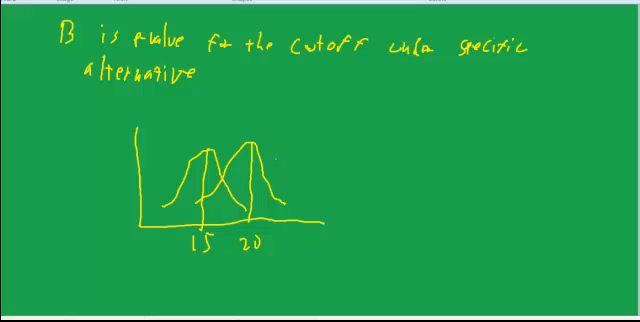 B is p-value for the cutoff under specific
alternative
15 20